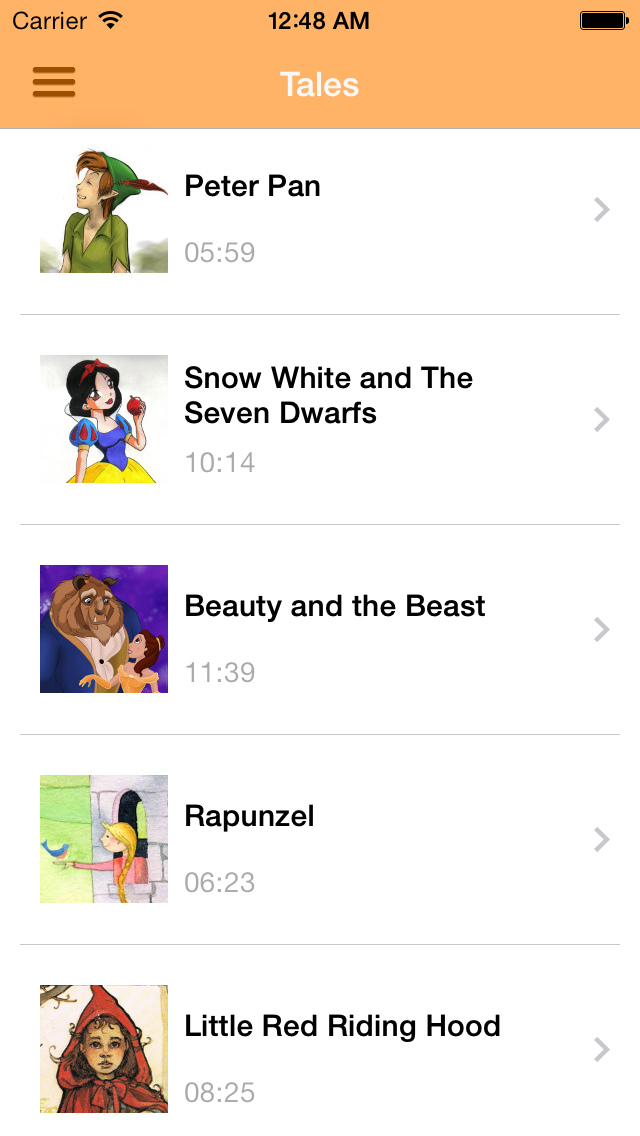 Carrier 12:48 AM
Tales
Peter Pan
05:59
Snow White and The
Seven Dwarfs
10:14
Beauty and the Beast
11:39
Rapunzel
06:23
Little Red Riding Hood
08:25